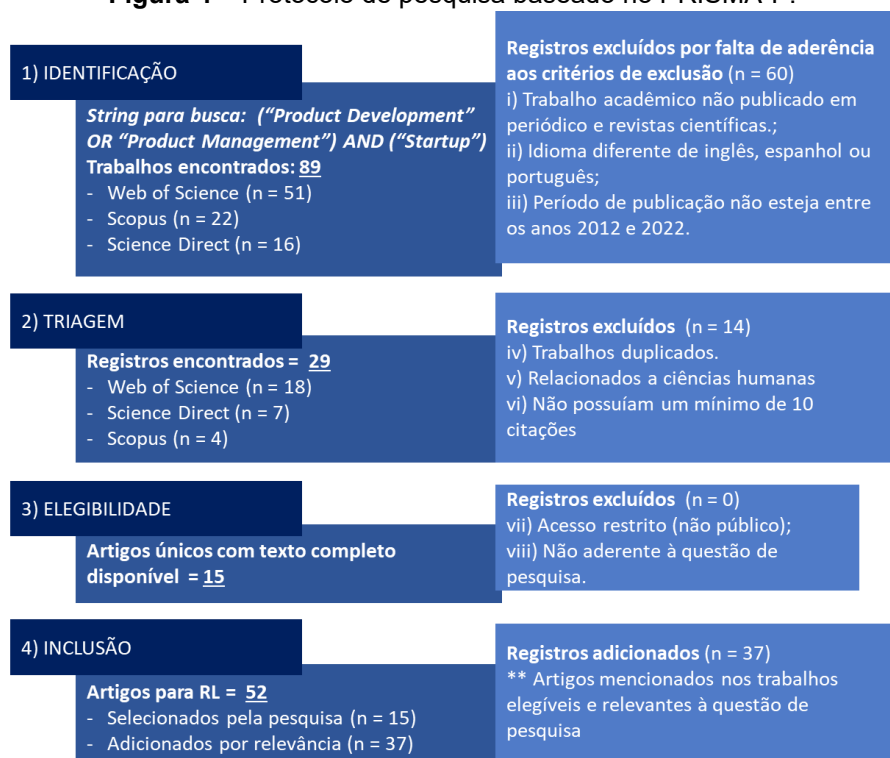 1) IDENTIFICAÇÃO
String para busca: (“Product Development”
OR “Product Management”) AND (“Startup”)
Trabalhos encontrados: 89
- Web of Science (n = 51)
- Scopus (n = 22)
- Science Direct (n = 16)
Registros excluídos por falta de aderência
aos critérios de exclusão (n = 60)
i) Trabalho acadêmico não publicado em
periódico e revistas científicas.;
ii) Idioma diferente de inglês, espanhol ou
português;
iii) Período de publicação não esteja entre
os anos 2012 e 2022.
2) TRIAGEM
Registros encontrados = 29
- Web of Science (n = 18)
- Science Direct (n = 7)
- Scopus (n = 4)
Registros excluídos (n = 14)
iv) Trabalhos duplicados.
v) Relacionados a ciências humanas
vi) Não possuíam um mínimo de 10
citações
3) ELEGIBILIDADE
Artigos únicos com texto completo
disponível = 15
Registros excluídos (n = 0)
vii) Acesso restrito (não público);
viii) Não aderente à questão de
pesquisa.
4) INCLUSÃO
Artigos para RL = 52
- Selecionados pela pesquisa (n = 15)
- Adicionados por relevância (n = 37)
Registros adicionados (n = 37)
** Artigos mencionados nos trabalhos
elegíveis e relevantes à questão de
pesquisa